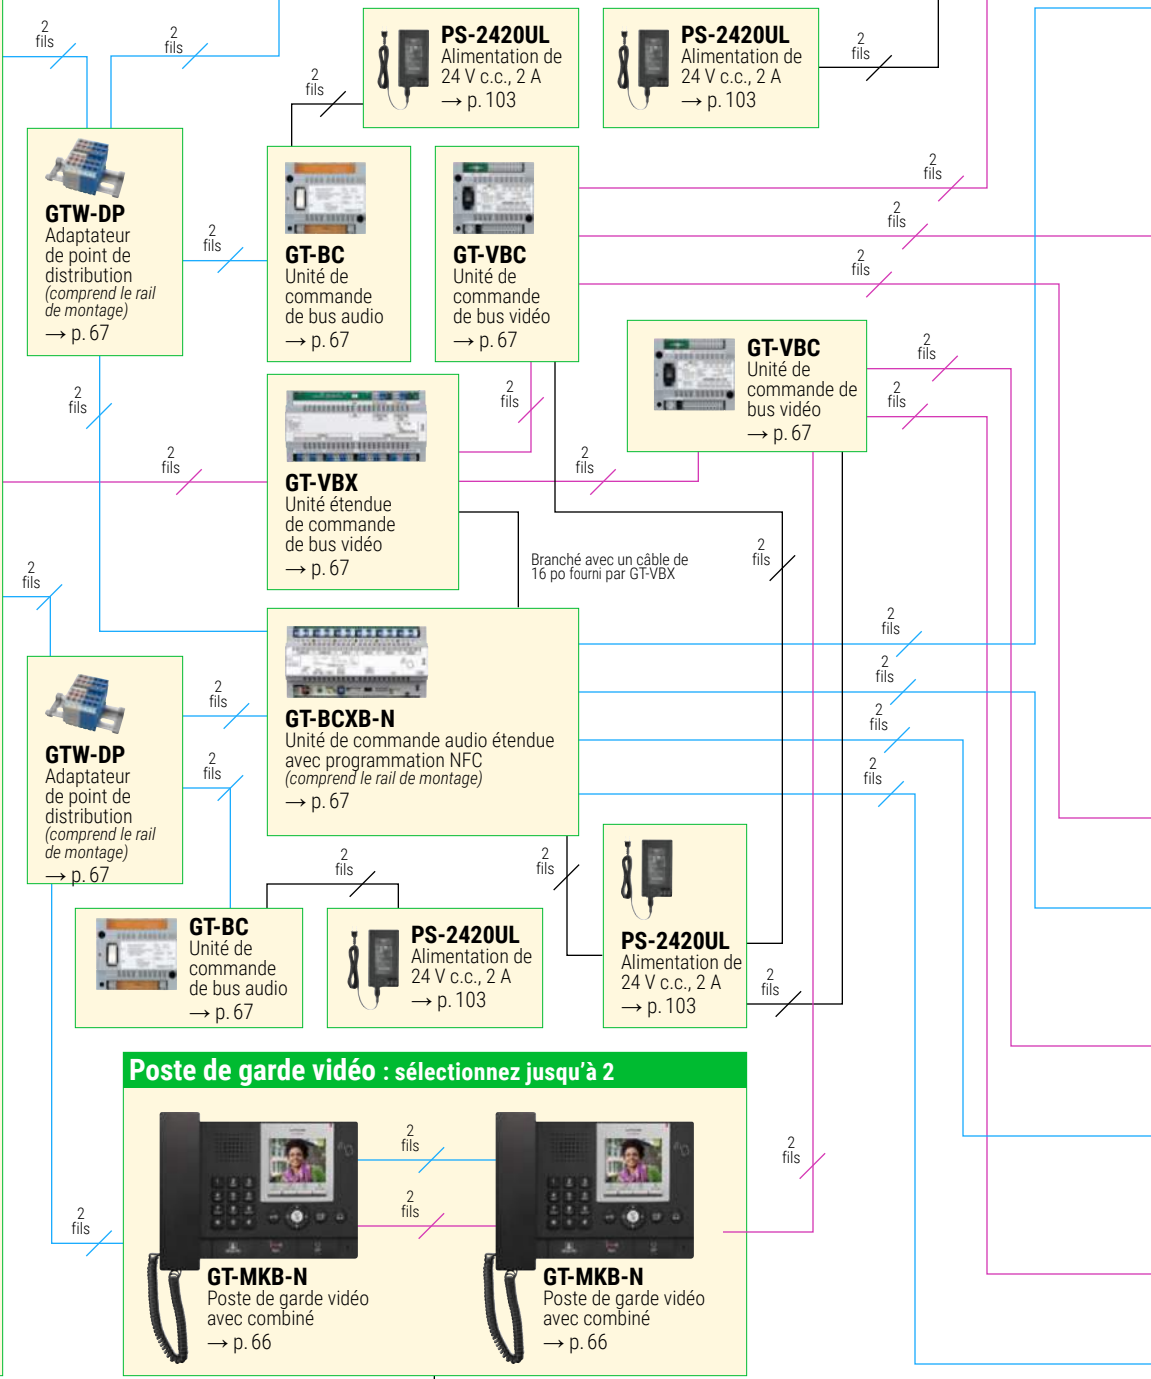 2
fils
2
fils
2
fils
PS-2420UL
Alimentation de
24 V c.c., 2 A
→ p. 103
PS-2420UL
Alimentation de
24 V c.c., 2 A
→ p. 103
2
fils
GTW-DP
Adaptateur
de point de
distribution
(comprend le rail
de montage)
→ p. 67
2
fils
GT-BC
Unité de
commande
de bus audio
→ p. 67
GT-VBC
Unité de
commande
de bus vidéo
→ p. 67
2
fils
2
fils
2
fils
GT-VBC
Unité de
commande de
bus vidéo
→ p. 67
2
fils
2
fils
2
fils
2
fils
2
fils
GT-VBX
Unité étendue
de commande
de bus vidéo
→ p. 67
2
fils
Branché avec un câble de
16 po fourni par GT-VBX
2
fils
2
fils
GTW-DP
Adaptateur
de point de
distribution
(comprend le rail
de montage)
→ p. 67
2
fils
2
fils
GT-BCXB-N
Unité de commande audio étendue
avec programmation NFC
(comprend le rail de montage)
→ p. 67
2
fils
2
fils
2
fils
2
fils
2
fils
2
fils
GT-BC
Unité de
commande
de bus audio
→ p. 67
PS-2420UL
Alimentation de
24 V c.c., 2 A
→ p. 103
PS-2420UL
Alimentation de
24 V c.c., 2 A
→ p. 103
2
fils
Poste de garde vidéo : sélectionnez jusqu'à 2
2
fils
2
fils
2
fils
2
fils
GT-MKB-N
Poste de garde vidéo
avec combiné
→ p. 66
GT-MKB-N
Poste de garde vidéo
avec combiné
→ p. 66